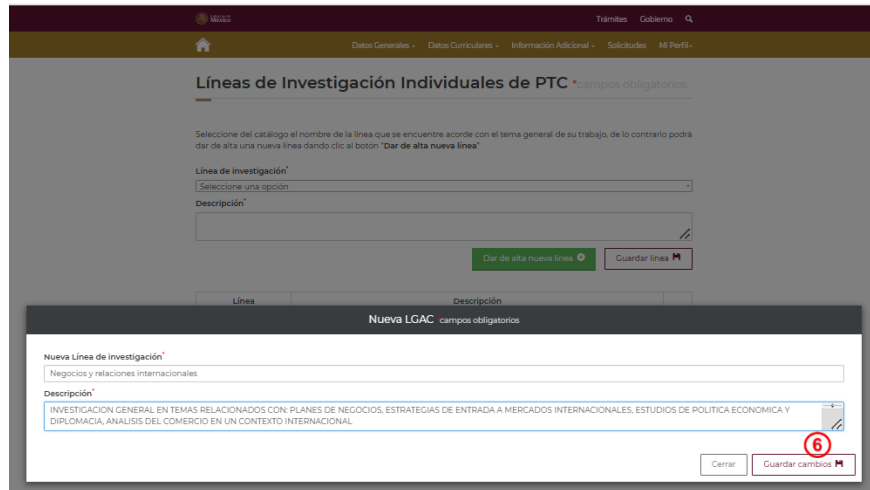 GOBIERNO DE
MÉXICO
Trámites Gobierno
Datos Generales Datos Curriculares Información Adicional Solicitudes Mi Perfil
Líneas de Investigación Individuales de PTC *campos obligatorios
Seleccione del catálogo el nombre de la línea que se encuentre acorde con el tema general de su trabajo, de lo contrario podrá
dar de alta una nueva línea dando clic al botón "Dar de alta nueva línea"
Línea de investigación*
Seleccione una opción
Descripción*
Dar de alta nueva línea Guardar línea
Línea Descripción
Nueva LGAC *campos obligatorios
Nueva Línea de investigación*
Negocios y relaciones internacionales
Descripción*
INVESTIGACION GENERAL EN TEMAS RELACIONADOS CON: PLANES DE NEGOCIOS, ESTRATEGIAS DE ENTRADA A MERCADOS INTERNACIONALES, ESTUDIOS DE POLITICA ECONOMICA Y
DIPLOMACIA, ANALISIS DEL COMERCIO EN UN CONTEXTO INTERNACIONAL
6
Cerrar Guardar cambios